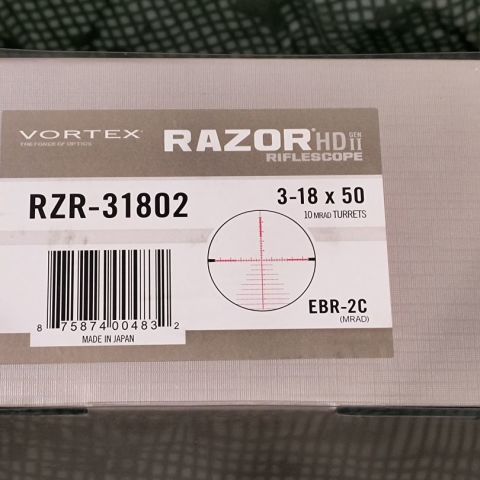 VORTEX
THE FORCE OF OPTICS
RAZOR HD GEN II
RIFLESCOPE
RZR-31802
3-18 x 50
10 MRAD TURRETS
EBR-2C
(MRAD)
8 75874 00483 2
MADE IN JAPAN